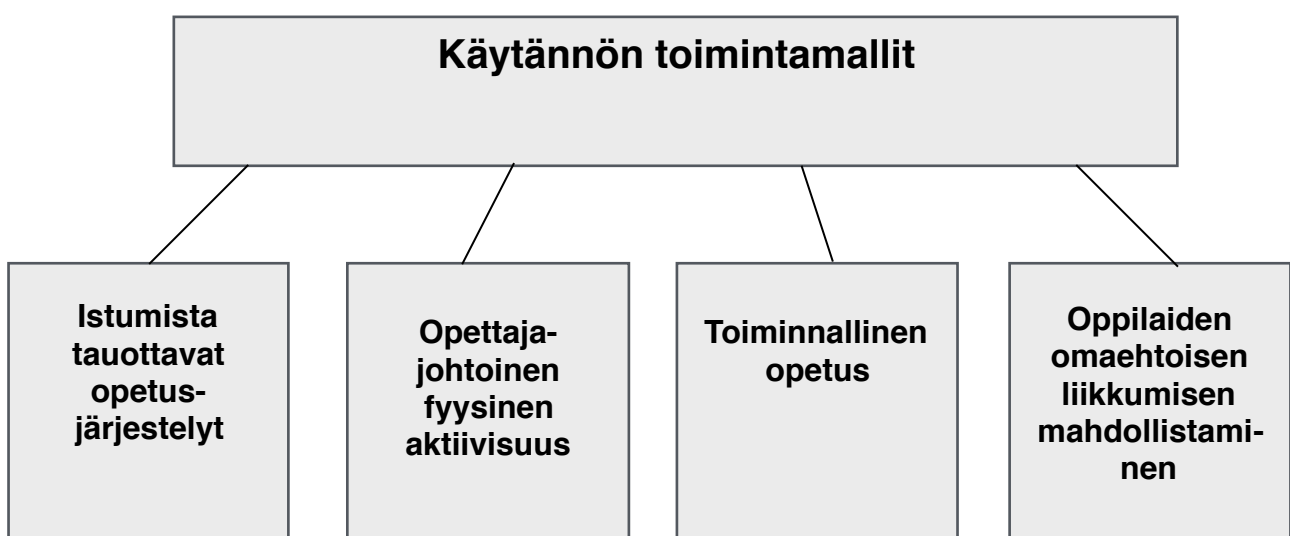 Käytännön toimintamallit
Istumista
tauottavat
opetus-
järjestelyt
Opettaja-
johtoinen
fyysinen
aktiivisuus
Toiminnallinen
opetus
Oppilaiden
omaehtoisen
liikkumisen
mahdollistami-
nen